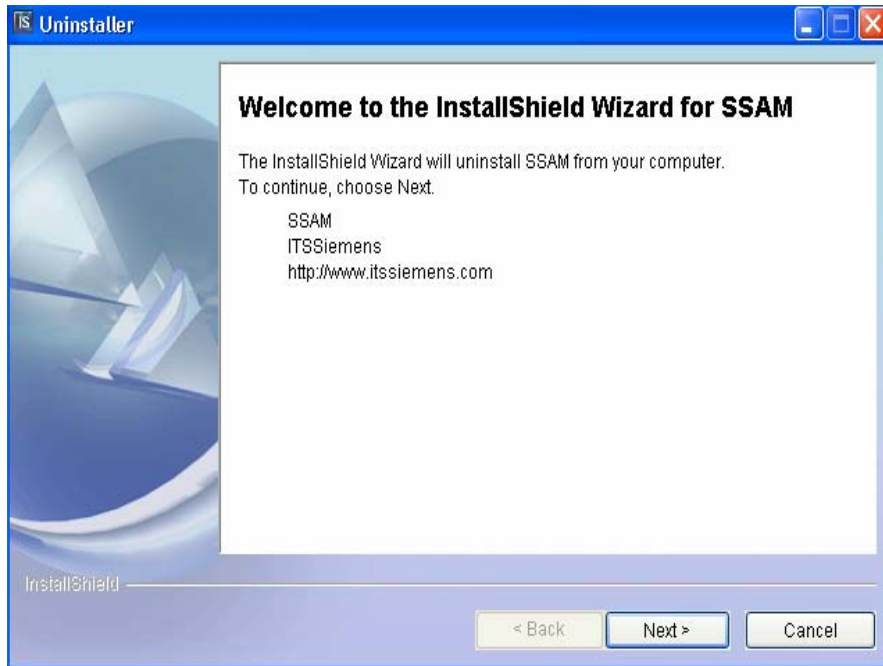 IS Uninstaller
Welcome to the InstallShield Wizard for SSAM
The InstallShield Wizard will uninstall SSAM from your computer.
To continue, choose Next.
SSAM
ITSSiemens
http://www.itssiemens.com
InstallShield
< Back
Next >
Cancel